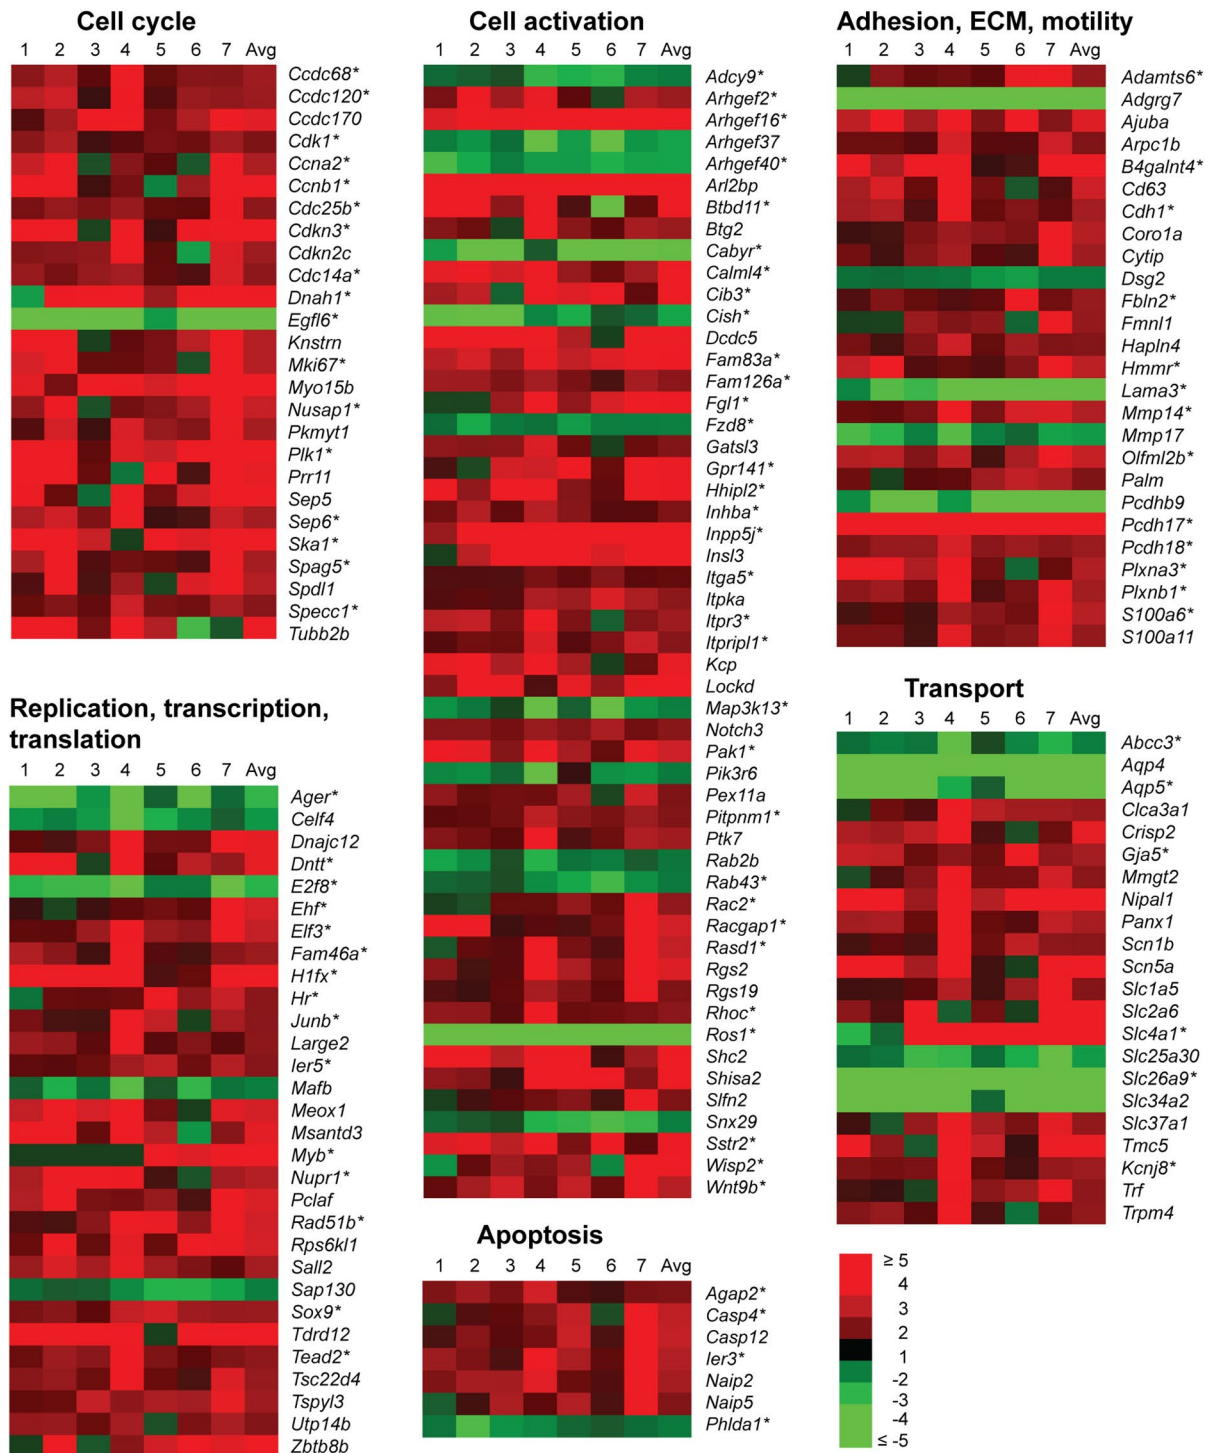 Cell cycle
1 2 3 4 5 6 7 Avg
Ccdc68*
Ccdc120*
Ccdc170
Cdk1*
Ccna2*
Ccnb1*
Cdc25b*
Cdkn3*
Cdkn2c
Cdc14a*
Dnah1*
Egfl6*
Knstrn
Mki67*
Myo15b
Nusap1*
Pkmyt1
Plk1*
Prr11
Sep5
Sep6*
Ska1*
Spag5*
Spdl1
Specc1*
Tubb2b
Replication, transcription,
translation
1 2 3 4 5 6 7 Avg
Ager*
Celf4
Dnajc12
Dntt*
E2f8*
Ehf*
Elf3*
Fam46a*
H1fx*
Hr*
Junb*
Large2
Ier5*
Mafb
Meox1
Msantd3
Myb*
Nupr1*
Pclaf
Rad51b*
Rps6kl1
Sall2
Sap130
Sox9*
Tdrd12
Tead2*
Tsc22d4
Tspyl3
Utp14b
Zbtb8b
Cell activation
1 2 3 4 5 6 7 Avg
Adcy9*
Arhgef2*
Arhgef16*
Arhgef37
Arhgef40*
Arl2bp
Btbd11*
Btg2
Cabyr*
Calml4*
Cib3*
Cish*
Dcdc5
Fam83a*
Fam126a*
Fgl1*
Fzd8*
Gatsl3
Gpr141*
Hhipl2*
Inhba*
Inpp5j*
Insl3
Itga5*
Itpka
Itpr3*
Itpripl1*
Kcp
Lockd
Map3k13*
Notch3
Pak1*
Pik3r6
Pex11a
Pitpnm1*
Ptk7
Rab2b
Rab43*
Rac2*
Racgap1*
Rasd1*
Rgs2
Rgs19
Rhoc*
Ros1*
Shc2
Shisa2
Slfn2
Snx29
Sstr2*
Wisp2*
Wnt9b*
Apoptosis
1 2 3 4 5 6 7 Avg
Agap2*
Casp4*
Casp12
Ier3*
Naip2
Naip5
Phlda1*
Adhesion, ECM, motility
1 2 3 4 5 6 7 Avg
Adamts6*
Adgrg7
Ajuba
Arpc1b
B4galnt4*
Cd63
Cdh1*
Coro1a
Cytip
Dsg2
Fbln2*
Fmnl1
Hapln4
Hmmr*
Lama3*
Mmp14*
Mmp17
Olfml2b*
Palm
Pcdhb9
Pcdh17*
Pcdh18*
Plxna3*
Plxnb1*
S100a6*
S100a11
Transport
1 2 3 4 5 6 7 Avg
Abcc3*
Aqp4
Aqp5*
Clca3a1
Crisp2
Gja5*
Mmgt2
Nipal1
Panx1
Scn1b
Scn5a
Slc1a5
Slc2a6
Slc4a1*
Slc25a30
Slc26a9*
Slc34a2
Slc37a1
Tmc5
Kcnj8*
Trf
Trpm4
≥ 5
4
3
2
1
-2
-3
-4
≤ -5